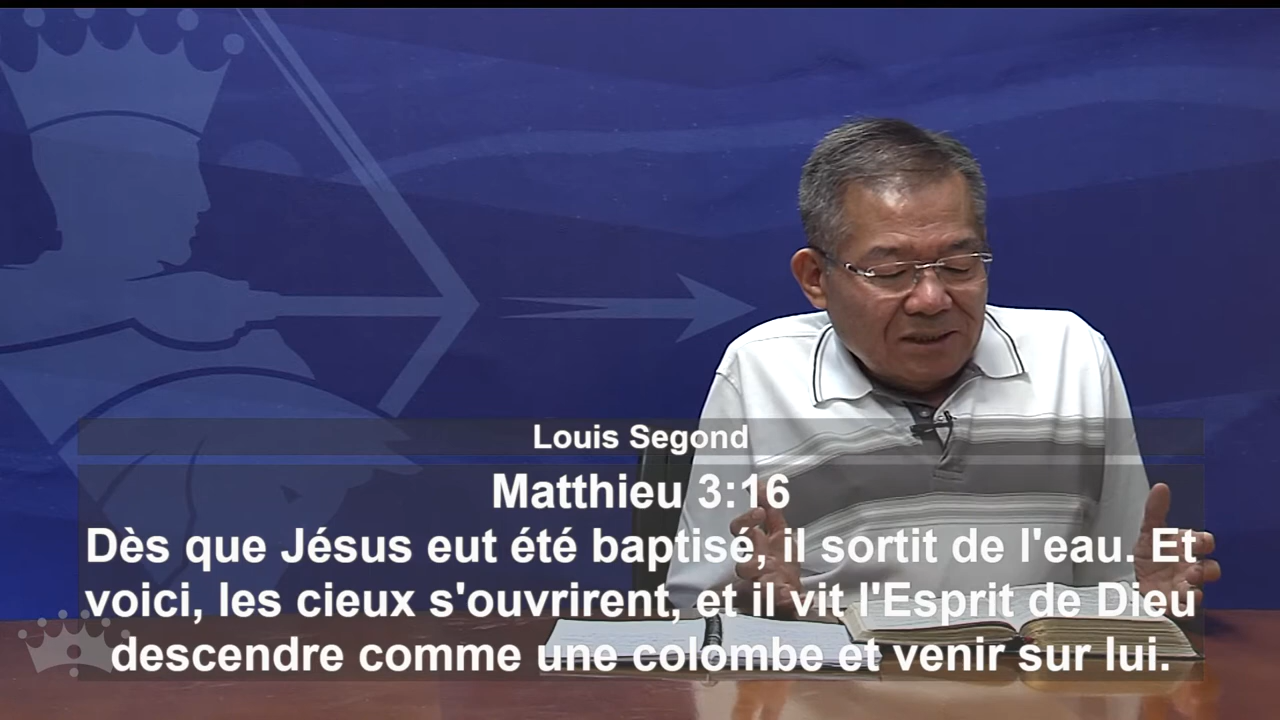 Louis Segond
Matthieu 3:16
Dès que Jésus eut été baptisé, il sortit de l'eau. Et
voici, les cieux s'ouvrirent, et il vit l'Esprit de Dieu
descendre comme une colombe et venir sur lui.